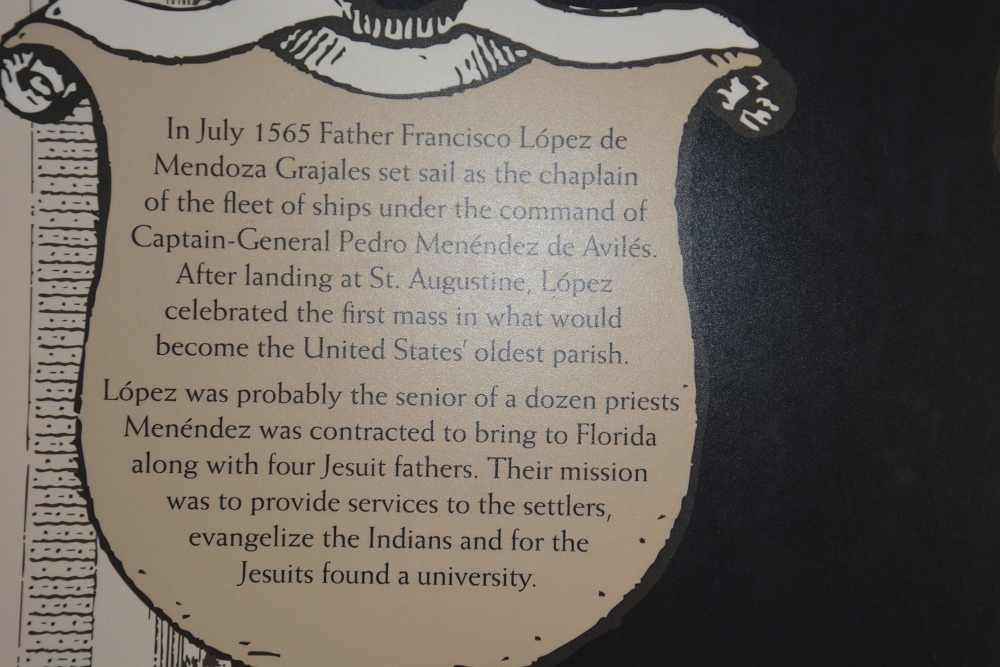 In July 1565 Father Francisco López de
Mendoza Grajales set sail as the chaplain
of the fleet of ships under the command of
Captain-General Pedro Menéndez de Avilés.
After landing at St. Augustine, López
celebrated the first mass in what would
become the United States' oldest parish.
López was probably the senior of a dozen priests
Menéndez was contracted to bring to Florida
along with four Jesuit fathers. Their mission
was to provide services to the settlers,
evangelize the Indians and for the
Jesuits found a university.